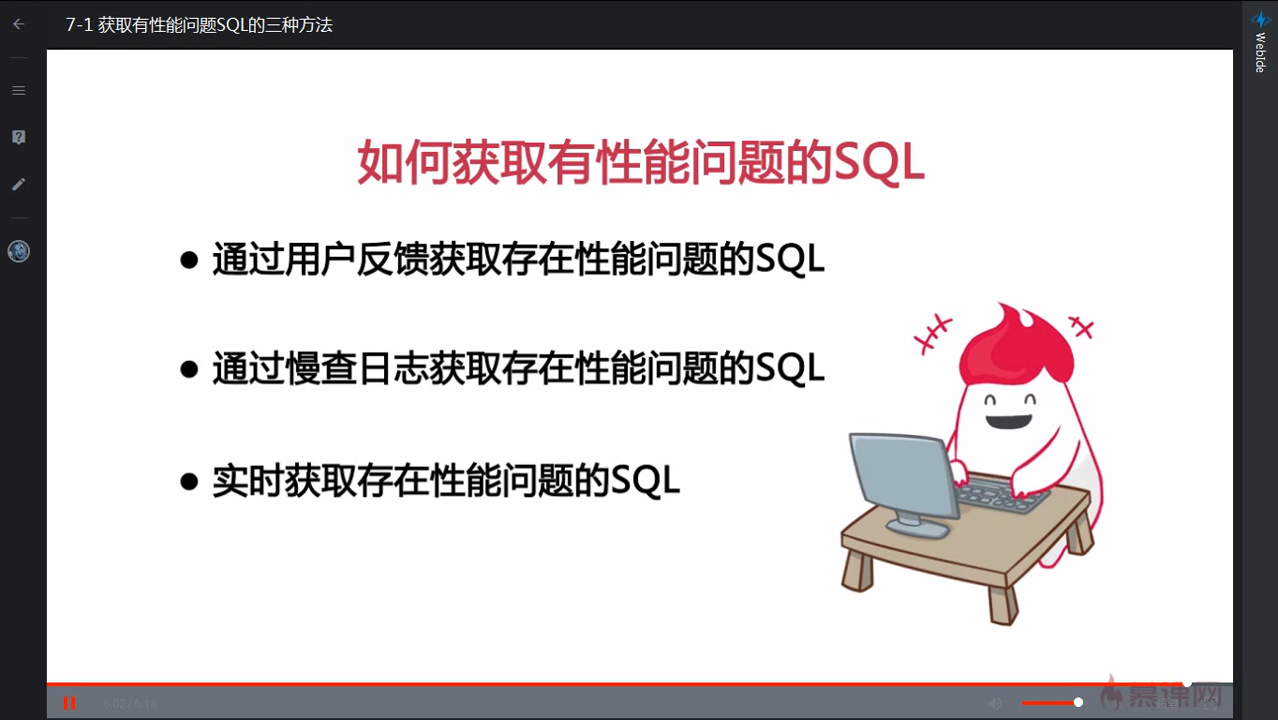 7-1 获取有性能问题SQL的三种方法
WebIde
如何获取有性能问题的SQL
● 通过用户反馈获取存在性能问题的SQL
● 通过慢查日志获取存在性能问题的SQL
● 实时获取存在性能问题的SQL
5:02 / 5:14
慕课网